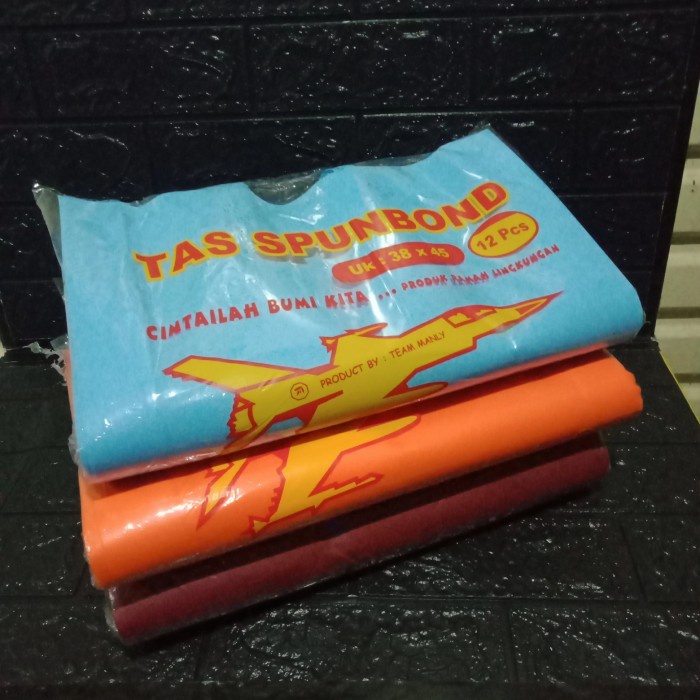 TAS SPUNBOND
Uk : 38 x 45
12 Pcs
CINTAILAH BUMI KITA ... PRODUK RAMAH LINGKUNGAN
PRODUCT BY : TEAM MANLY